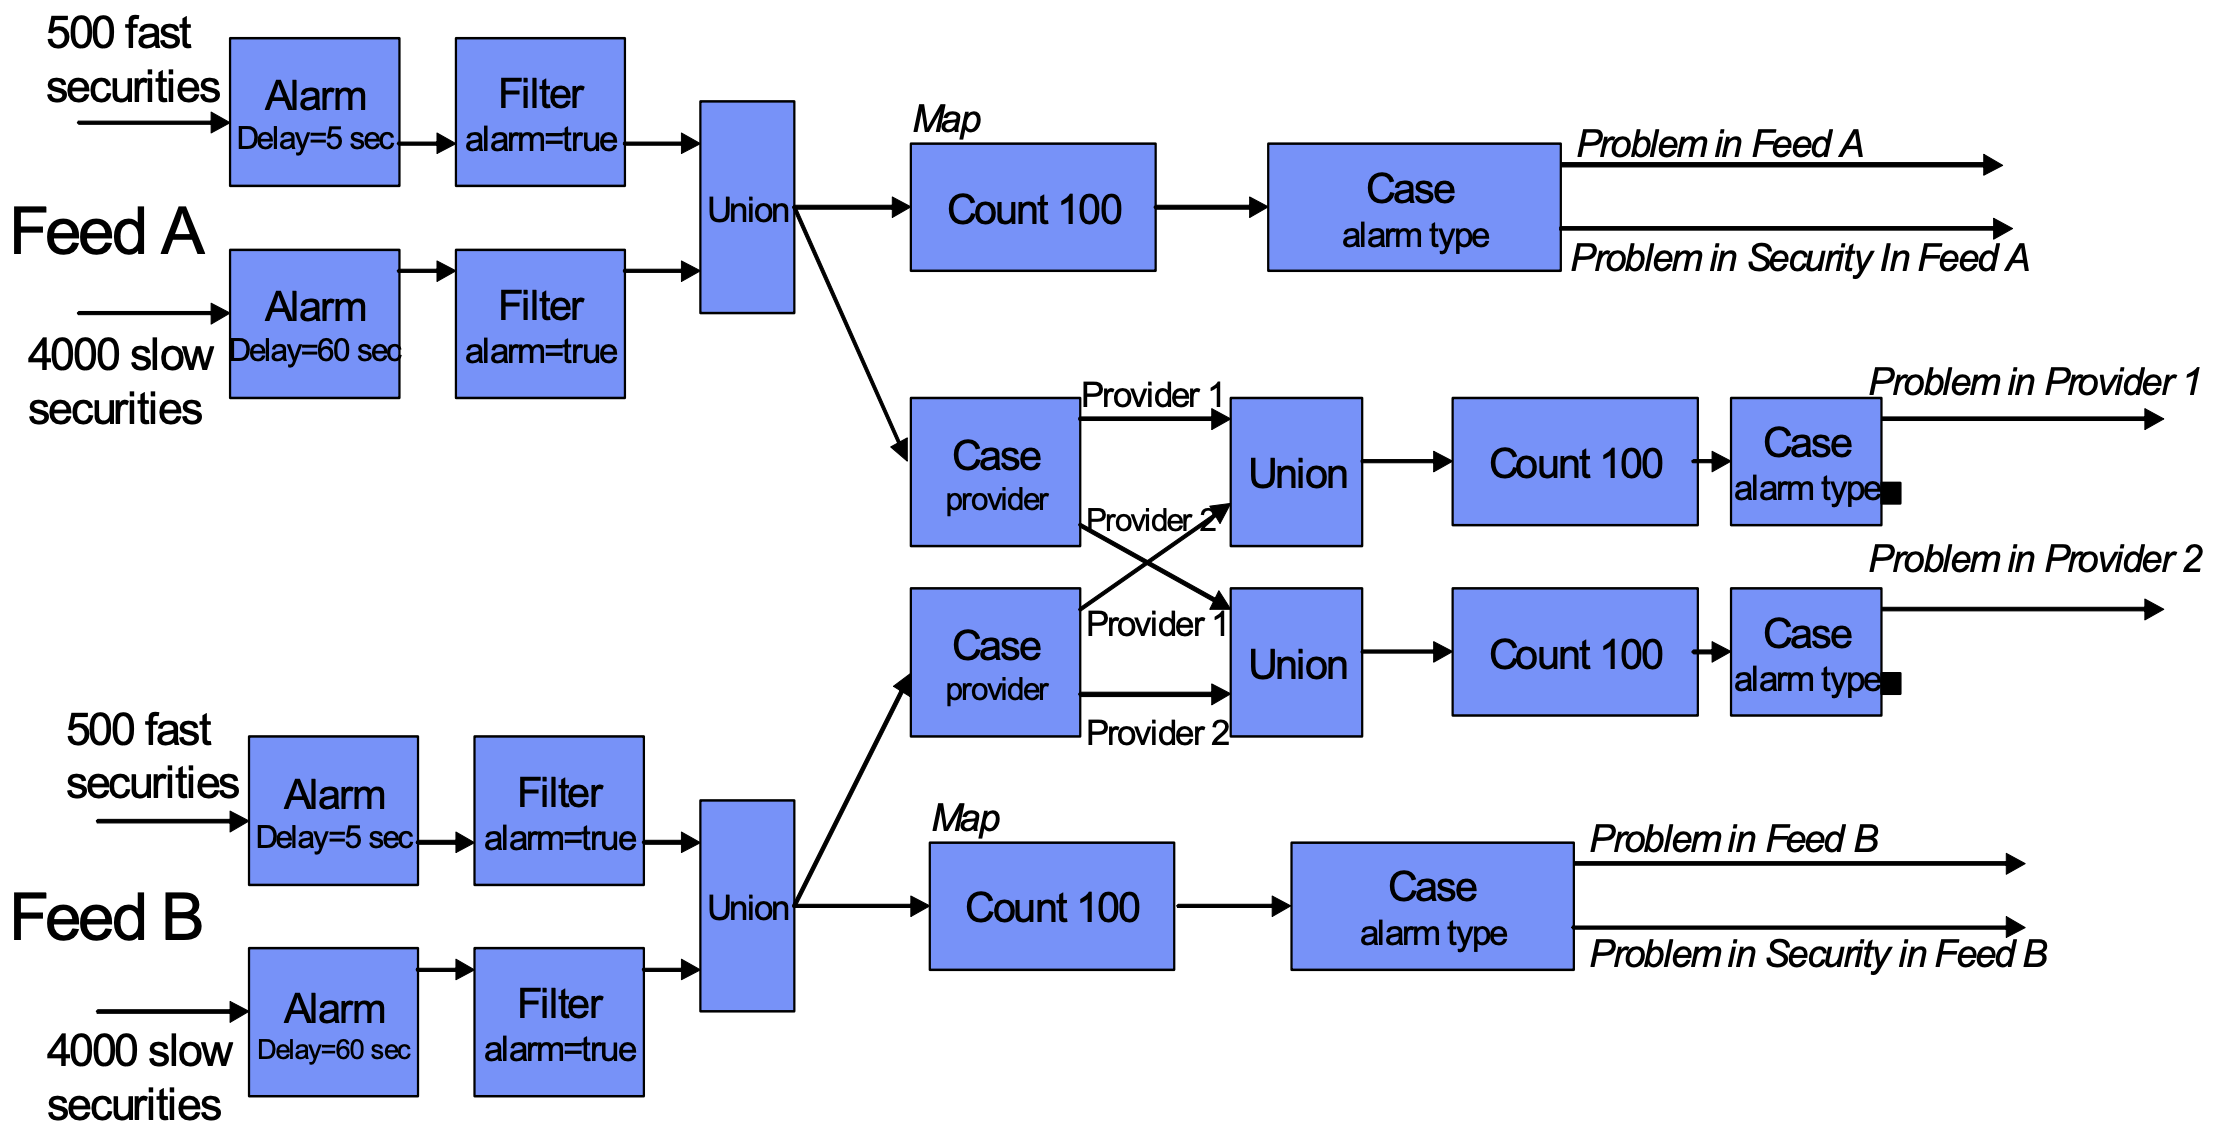 500 fast
securities
Alarm
Delay=5 sec
Filter
alarm=true
Feed A
Alarm
Delay=60 sec
Filter
alarm=true
4000 slow
securities
Union
Map
Count 100
Case
alarm type
Problem in Feed A
Problem in Security In Feed A
Case
provider
Provider 1
Provider 2
Union
Count 100
Case
alarm type
Problem in Provider 1
Case
provider
Provider 1
Provider 2
Union
Count 100
Case
alarm type
Problem in Provider 2
500 fast
securities
Alarm
Delay=5 sec
Filter
alarm=true
Feed B
Alarm
Delay=60 sec
Filter
alarm=true
4000 slow
securities
Union
Map
Count 100
Case
alarm type
Problem in Feed B
Problem in Security in Feed B